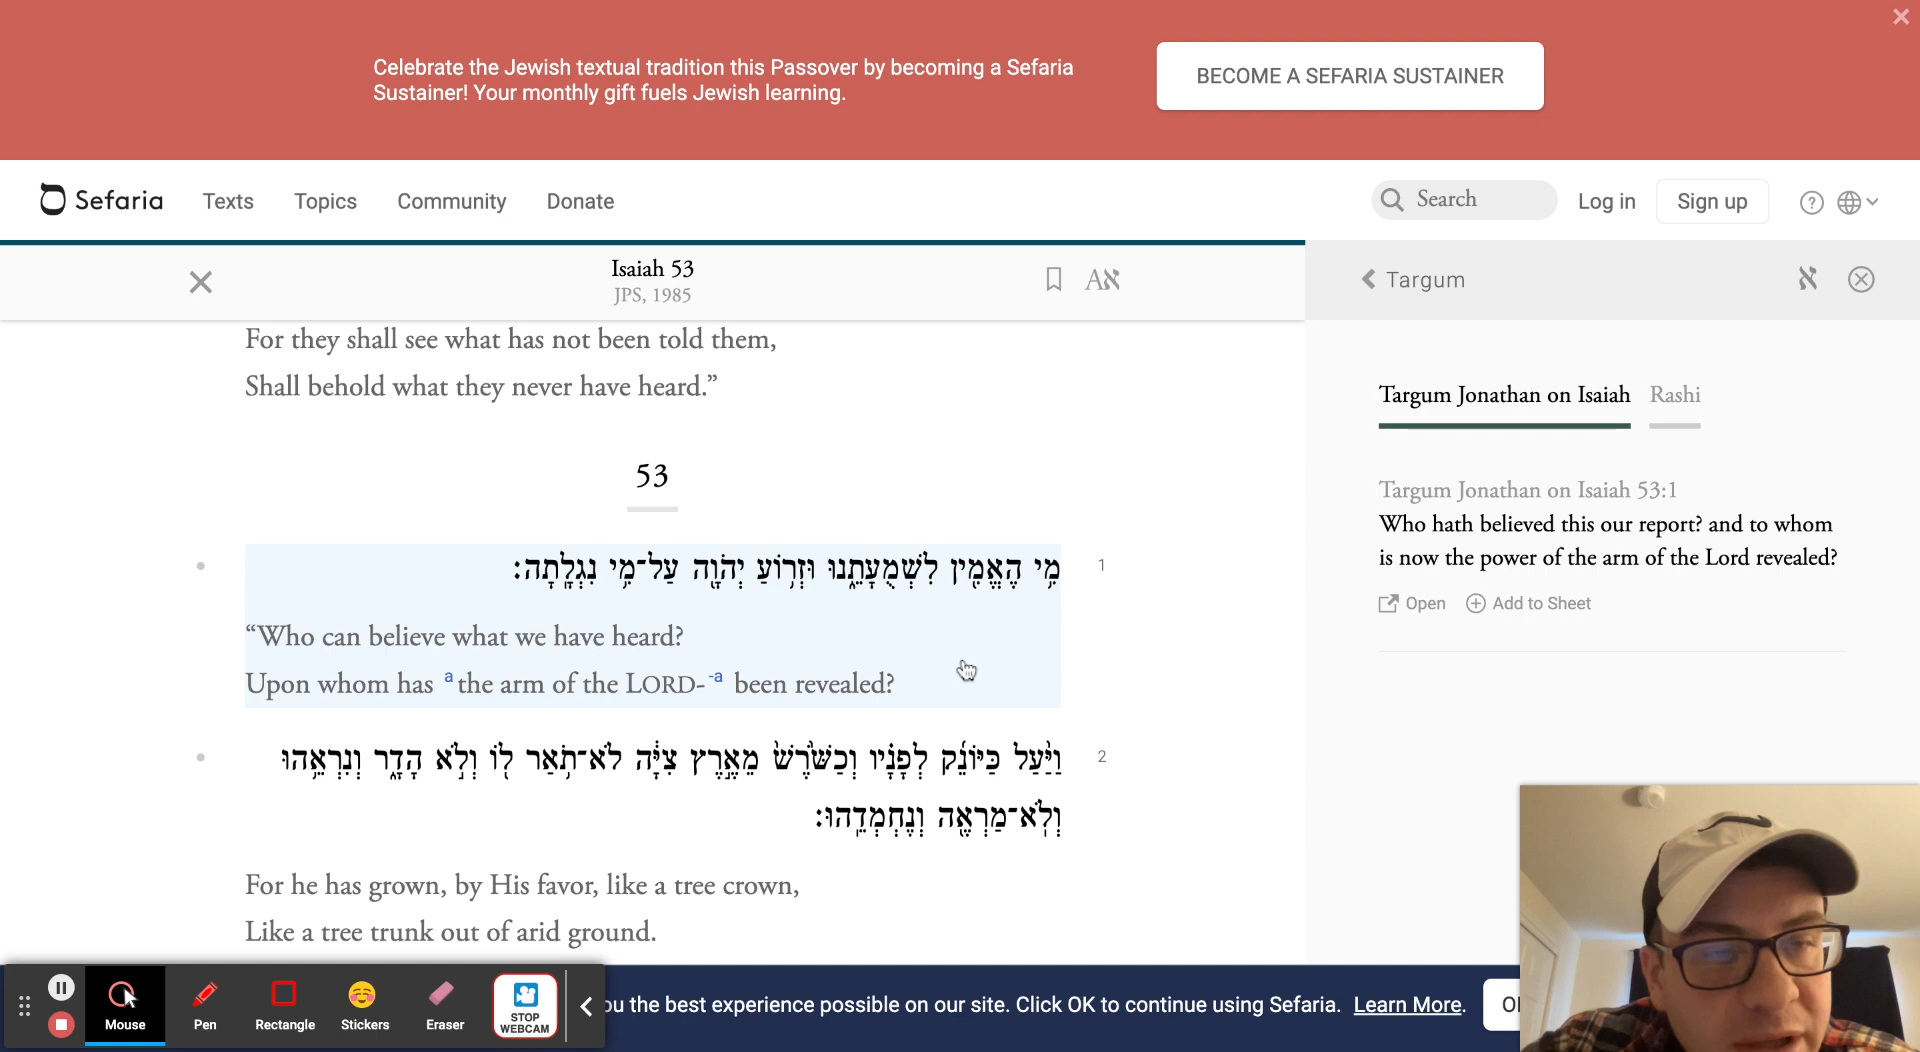 Celebrate the Jewish textual tradition this Passover by becoming a Sefaria
Sustainer! Your monthly gift fuels Jewish learning.
BECOME A SEFARIA SUSTAINER
Sefaria
Texts
Topics
Community
Donate
Search
Log in
Sign up
Isaiah 53
JPS, 1985
Aא
For they shall see what has not been told them,
Shall behold what they never have heard.”
53
מִ֥י הֶאֱמִ֖ין לִשְׁמֻעָתֵ֑נוּ וּזְר֥וֹעַ יְהֹוָ֖ה עַל־מִ֥י נִגְלָֽתָה׃
1
“Who can believe what we have heard?
Upon whom has a the arm of the LORD- -a been revealed?
וַיַּ֨עַל כַּיּוֹנֵ֜ק לְפָנָ֗יו וְכַשֹּׁ֙רֶשׁ֙ מֵאֶ֣רֶץ צִיָּ֔ה לֹא־תֹ֥אַר ל֖וֹ וְלֹ֣א הָדָ֑ר וְנִרְאֵ֥הוּ
2
וְלֹֽא־מַרְאֶ֖ה וְנֶחְמְדֵֽהוּ׃
For he has grown, by His favor, like a tree crown,
Like a tree trunk out of arid ground.
Targum
א
Targum Jonathan on Isaiah
Rashi
Targum Jonathan on Isaiah 53:1
Who hath believed this our report? and to whom
is now the power of the arm of the Lord revealed?
Open
Add to Sheet
Mouse
Pen
Rectangle
Stickers
Eraser
STOP
WEBCAM
the best experience possible on our site. Click OK to continue using Sefaria. Learn More.